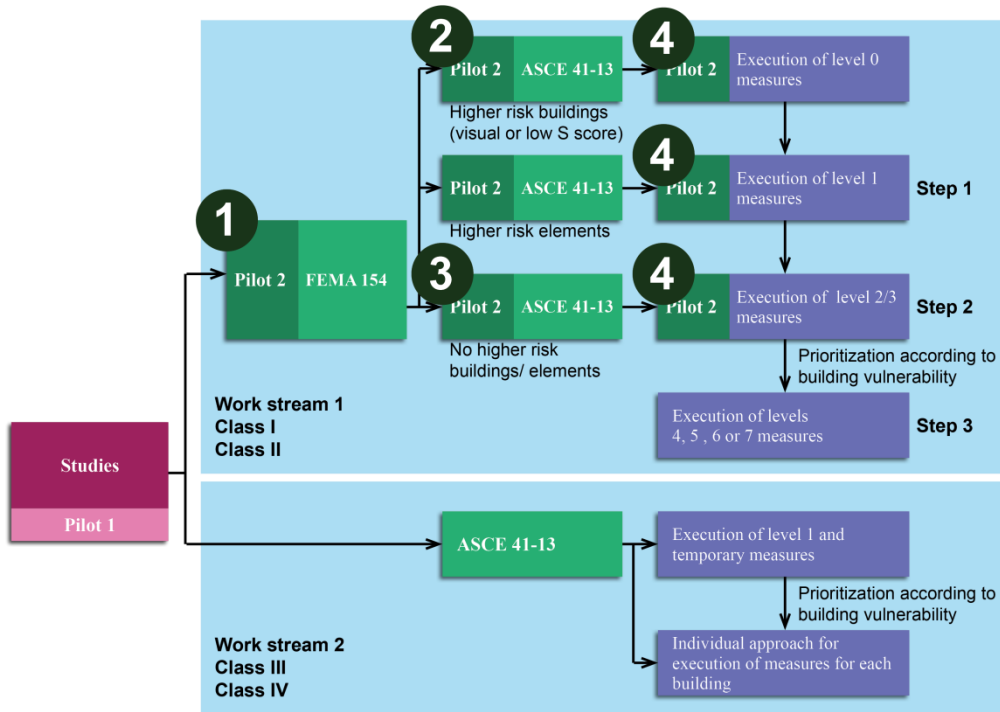 2
Pilot 2
ASCE 41-13
Higher risk buildings
(visual or low S score)
4
Pilot 2
Execution of level 0
measures
Pilot 2
ASCE 41-13
Higher risk elements
4
Pilot 2
Execution of level 1
measures
Step 1
1
Pilot 2
FEMA 154
3
Pilot 2
ASCE 41-13
No higher risk
buildings/ elements
4
Pilot 2
Execution of level 2/3
measures
Step 2
Prioritization according to
building vulnerability
Execution of levels
4, 5 , 6 or 7 measures
Step 3
Work stream 1
Class I
Class II
Studies
Pilot 1
ASCE 41-13
Execution of level 1 and
temporary measures
Prioritization according to
building vulnerability
Individual approach for
execution of measures for each
building
Work stream 2
Class III
Class IV